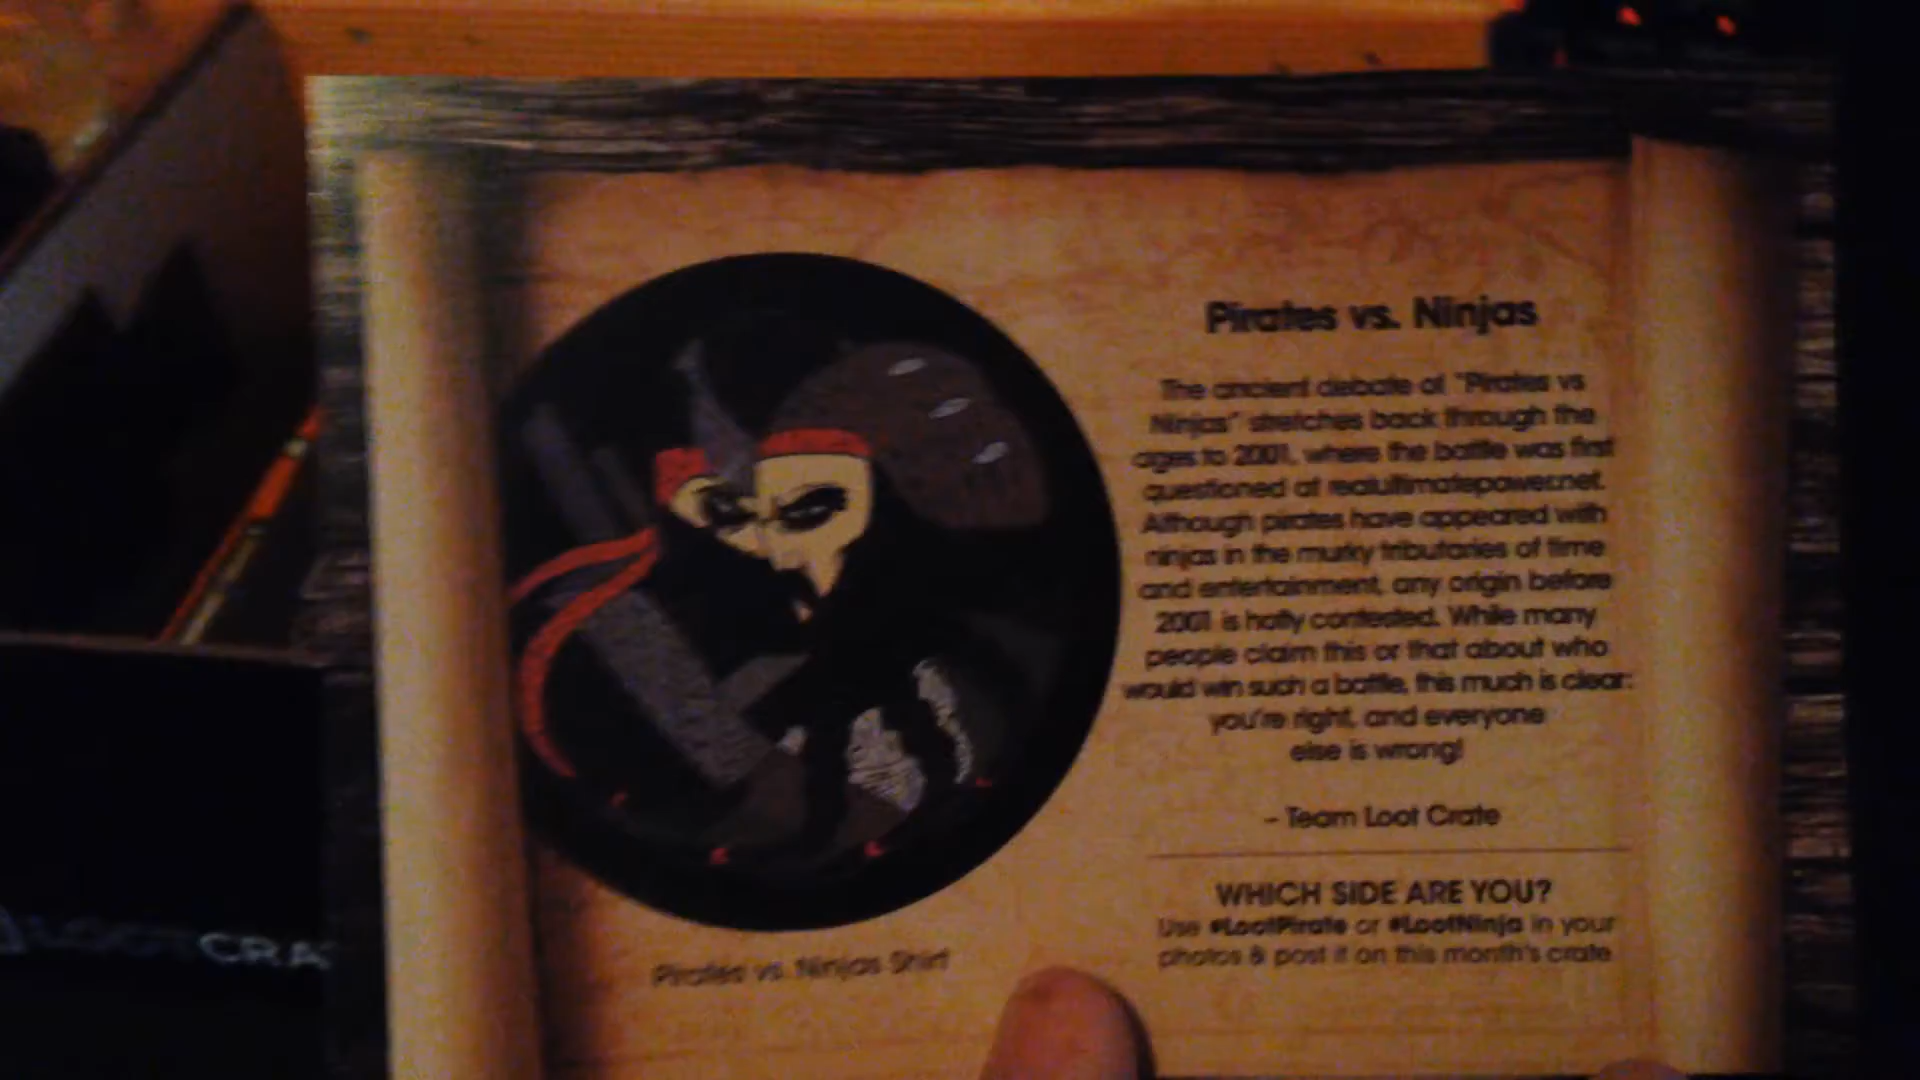 Pirates vs. Ninjas
The ancient debate of "Pirates vs
Ninjas" stretches back through the
ages to 2001, where the battle was first
questioned at realultimatepower.net.
Although pirates have appeared with
ninjas in the murky tributaries of time
and entertainment, any origin before
2001 is hotly contested. While many
people claim this or that about who
would win such a battle, this much is clear:
you're right, and everyone
else is wrong!
- Team Loot Crate
WHICH SIDE ARE YOU?
Use #LootPirate or #LootNinja in your
photos & post it on this month's crate
Pirates vs. Ninjas Shirt
LOOTCRA